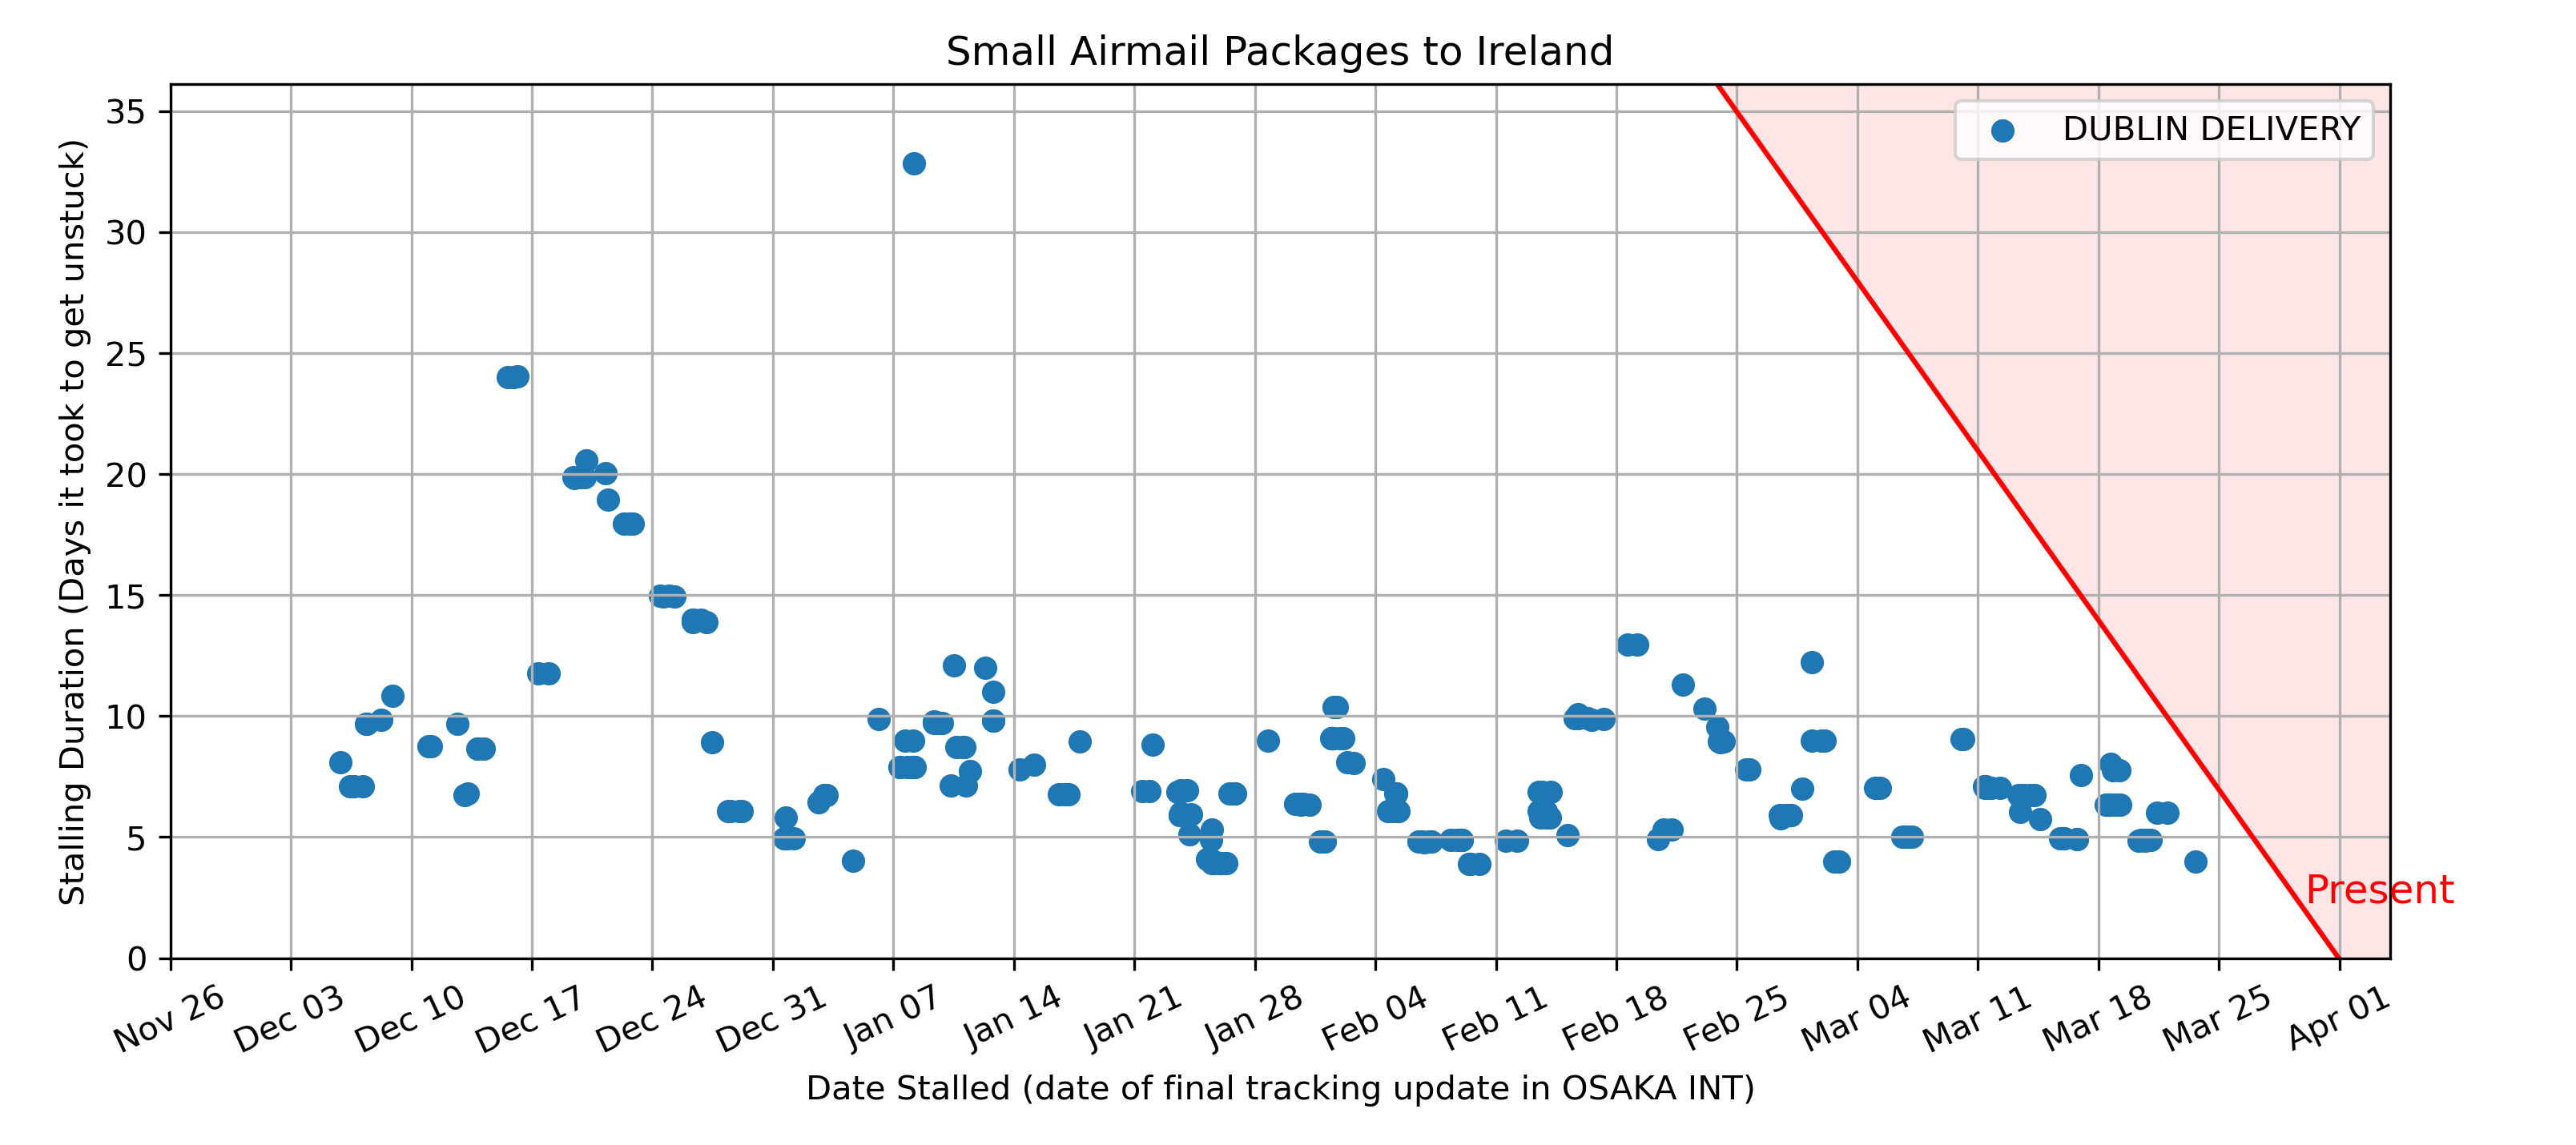 Small Airmail Packages to Ireland
DUBLIN DELIVERY
Stalling Duration (Days it took to get unstuck)
35
30
25
20
15
10
5
0
Present
Nov 26
Dec 03
Dec 10
Dec 17
Dec 24
Dec 31
Jan 07
Jan 14
Jan 21
Jan 28
Feb 04
Feb 11
Feb 18
Feb 25
Mar 04
Mar 11
Mar 18
Mar 25
Apr 01
Date Stalled (date of final tracking update in OSAKA INT)